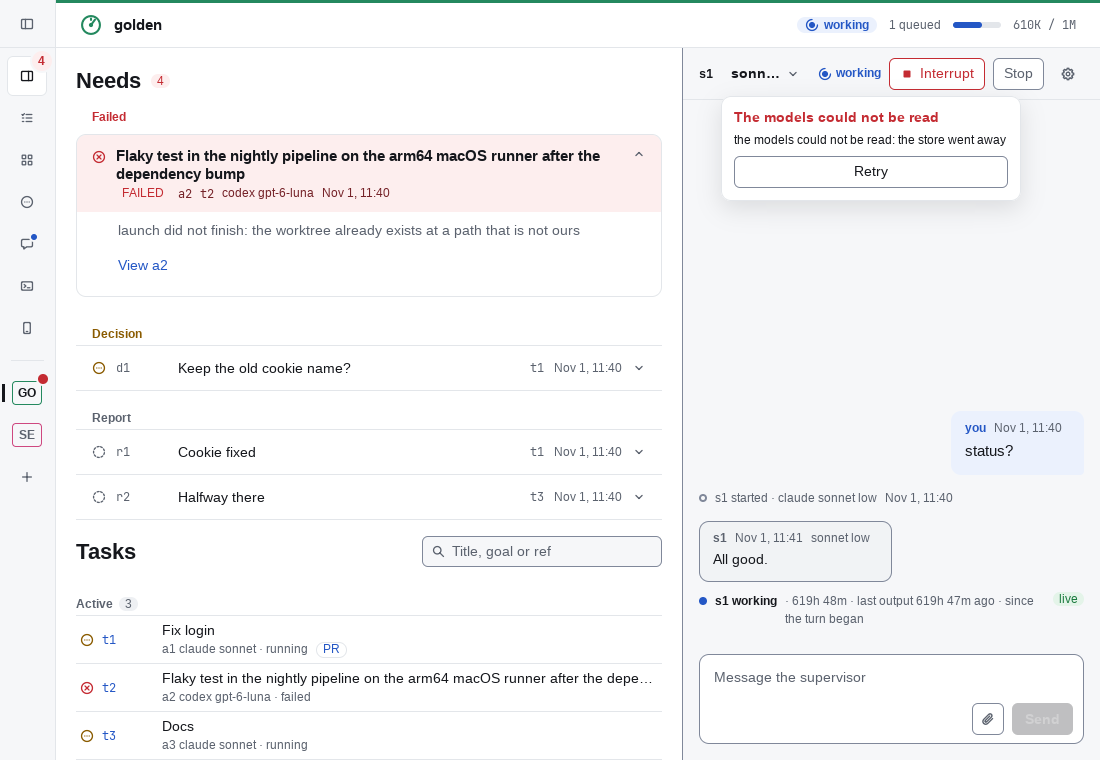 golden
working
1 queued
610K / 1M
4
GO
SE
Needs 4
Failed
Flaky test in the nightly pipeline on the arm64 macOS runner after the
dependency bump
FAILED a2 t2 codex gpt-6-luna Nov 1, 11:40
launch did not finish: the worktree already exists at a path that is not ours
View a2
Decision
d1 Keep the old cookie name? t1 Nov 1, 11:40
Report
r1 Cookie fixed t1 Nov 1, 11:40
r2 Halfway there t3 Nov 1, 11:40
Tasks
Title, goal or ref
Active 3
t1 Fix login
a1 claude sonnet · running PR
t2 Flaky test in the nightly pipeline on the arm64 macOS runner after the depe…
a2 codex gpt-6-luna · failed
t3 Docs
a3 claude sonnet · running
s1 sonn… working Interrupt Stop
The models could not be read
the models could not be read: the store went away
Retry
you Nov 1, 11:40
status?
s1 started · claude sonnet low Nov 1, 11:40
s1 Nov 1, 11:41 sonnet low
All good.
s1 working · 619h 48m · last output 619h 47m ago · since
the turn began
live
Message the supervisor
Send